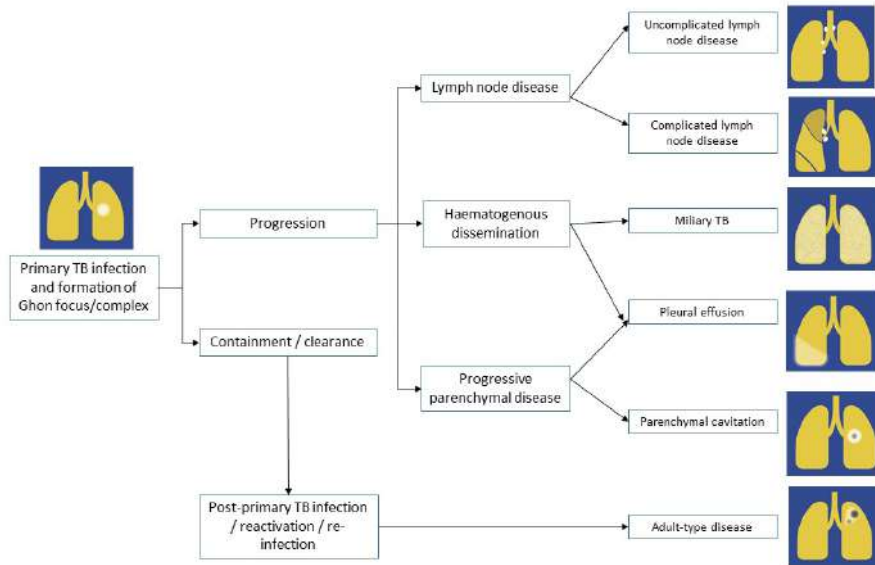 Uncomplicated lymph
node disease
Lymph node disease
Complicated lymph
node disease
Progression
Haematogenous
dissemination
Miliary TB
Primary TB infection
and formation of
Ghon focus/complex
Pleural effusion
Containment / clearance
Progressive
parenchymal disease
Parenchymal cavitation
Post-primary TB infection
/ reactivation / re-
infection
Adult-type disease